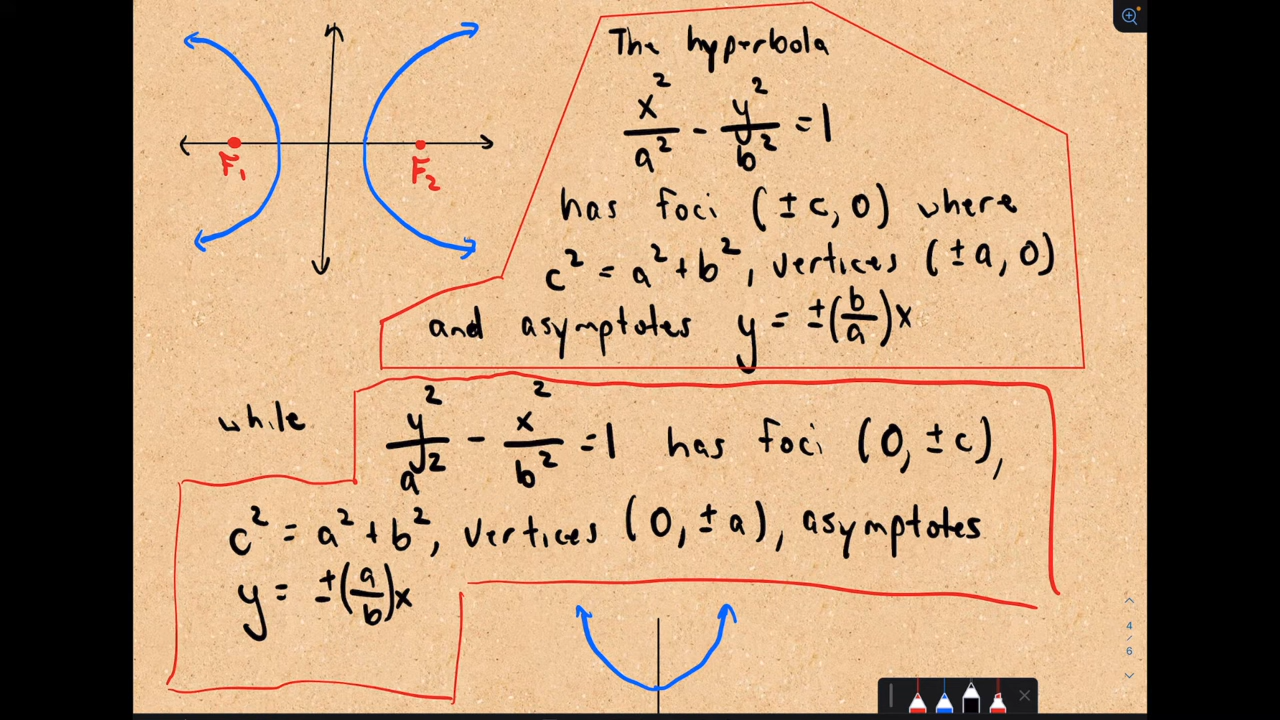 The hyperbola
x²/a² - y²/b² = 1
F₁
F₂
has foci (±c, 0) where
c² = a² + b², vertices (±a, 0)
and asymptotes y = ±(b/a)x
while y²/a² - x²/b² = 1 has foci (0, ±c),
c² = a² + b², vertices (0, ±a), asymptotes
y = ±(a/b)x
4
/
6